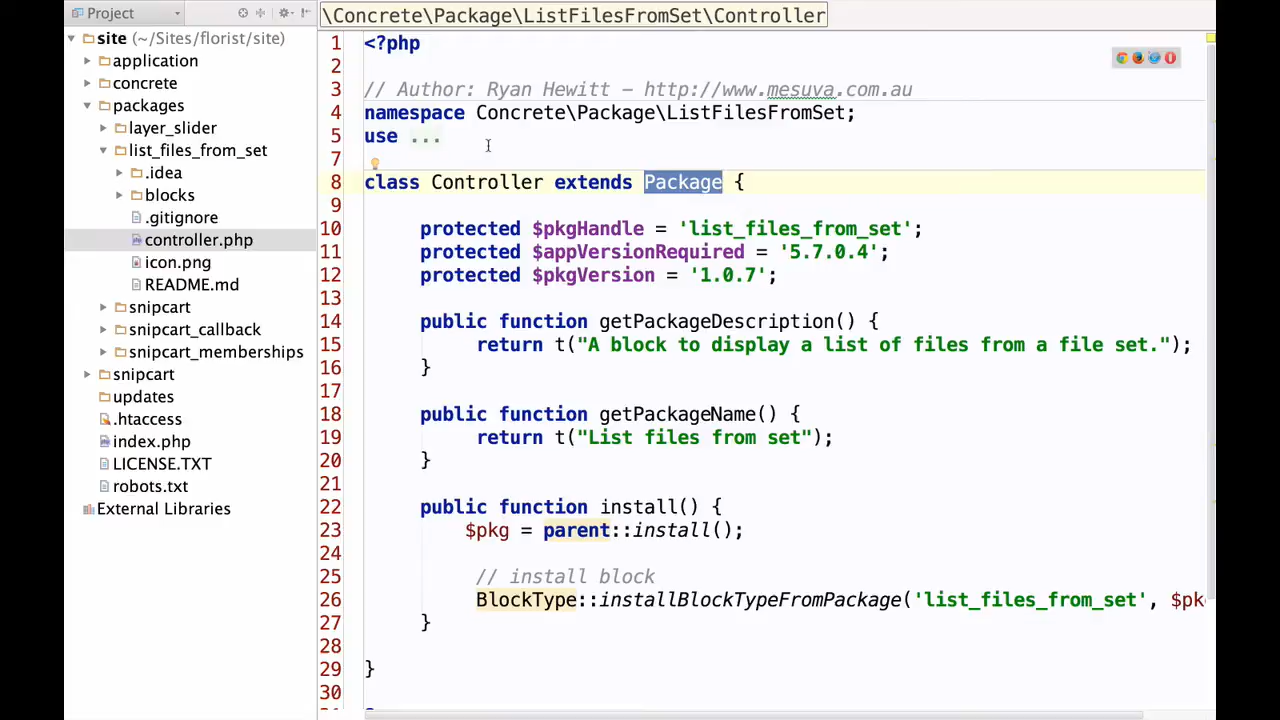 Project
\Concrete\Package\ListFilesFromSet\Controller
site (~/Sites/florist/site)
application
concrete
packages
layer_slider
list_files_from_set
.idea
blocks
.gitignore
controller.php
icon.png
README.md
snipcart
snipcart_callback
snipcart_memberships
snipcart
updates
.htaccess
index.php
LICENSE.TXT
robots.txt
External Libraries
1 <?php
2
3 // Author: Ryan Hewitt - http://www.mesuva.com.au
4 namespace Concrete\Package\ListFilesFromSet;
5 use ...
7
8 class Controller extends Package {
9
10 protected $pkgHandle = 'list_files_from_set';
11 protected $appVersionRequired = '5.7.0.4';
12 protected $pkgVersion = '1.0.7';
13
14 public function getPackageDescription() {
15 return t("A block to display a list of files from a file set.");
16 }
17
18 public function getPackageName() {
19 return t("List files from set");
20 }
21
22 public function install() {
23 $pkg = parent::install();
24
25 // install block
26 BlockType::installBlockTypeFromPackage('list_files_from_set', $pk
27 }
28
29 }
30